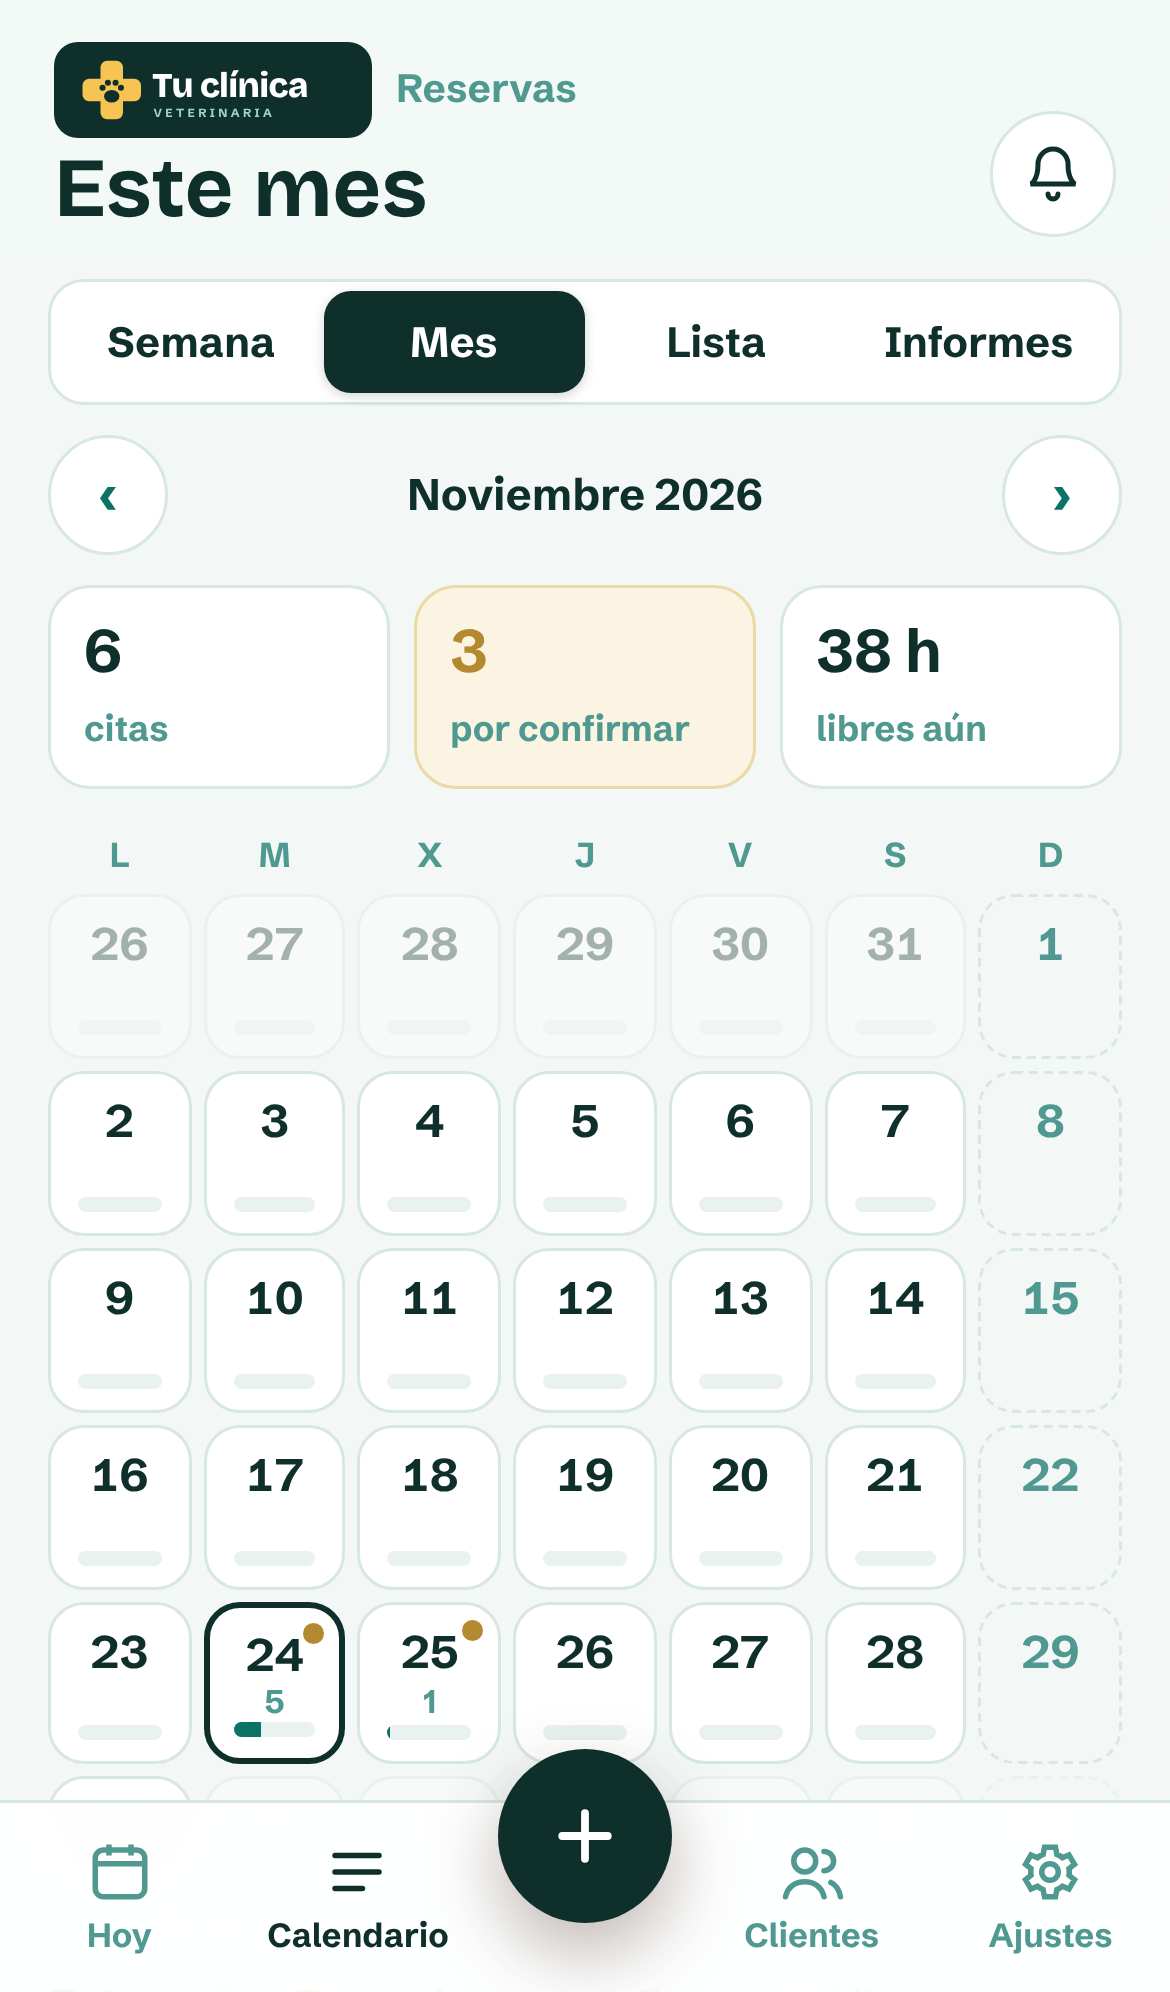 Tu clínica
VETERINARIA
Reservas
Este mes
Semana Mes Lista Informes
‹ Noviembre 2026 ›
6 3 38 h
citas por confirmar libres aún
L M X J V S D
26 27 28 29 30 31 1
2 3 4 5 6 7 8
9 10 11 12 13 14 15
16 17 18 19 20 21 22
23 24 25 26 27 28 29
5 1
+
Hoy Calendario Clientes Ajustes